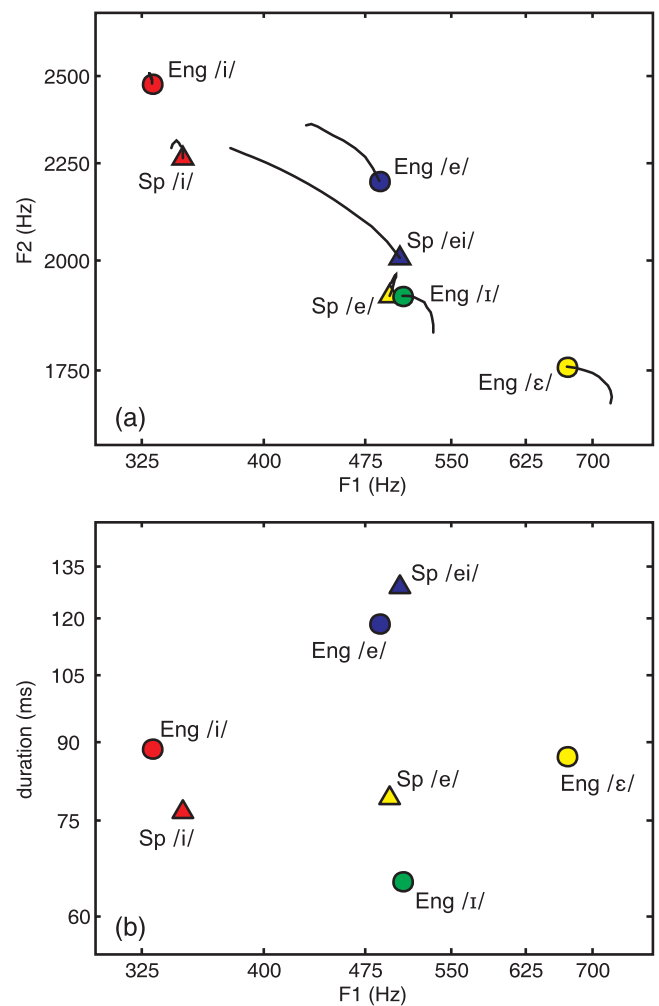 2500
Eng /i/
2250
Sp /i/
Eng /e/
F2 (Hz)
2000
Sp /ei/
Sp /e/
Eng /ɪ/
1750
Eng /ɛ/
(a)
325 400 475 550 625 700
F1 (Hz)
135
Sp /ei/
120
Eng /e/
105
duration (ms)
90
Eng /i/
Sp /e/
Eng /ɛ/
75
Sp /i/
Eng /ɪ/
60
(b)
325 400 475 550 625 700
F1 (Hz)